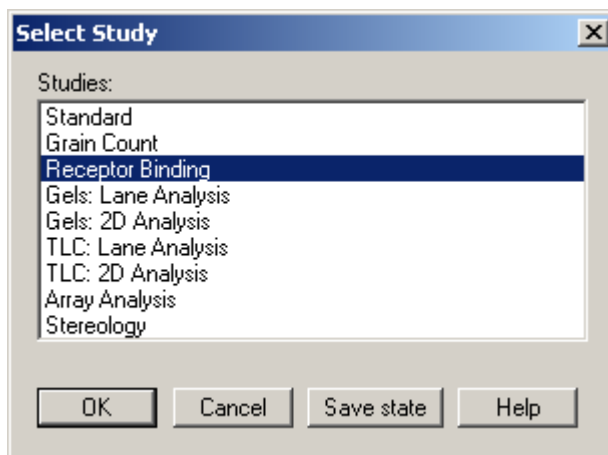 Select Study
Studies:
Standard
Grain Count
Receptor Binding
Gels: Lane Analysis
Gels: 2D Analysis
TLC: Lane Analysis
TLC: 2D Analysis
Array Analysis
Stereology
OK Cancel Save state Help